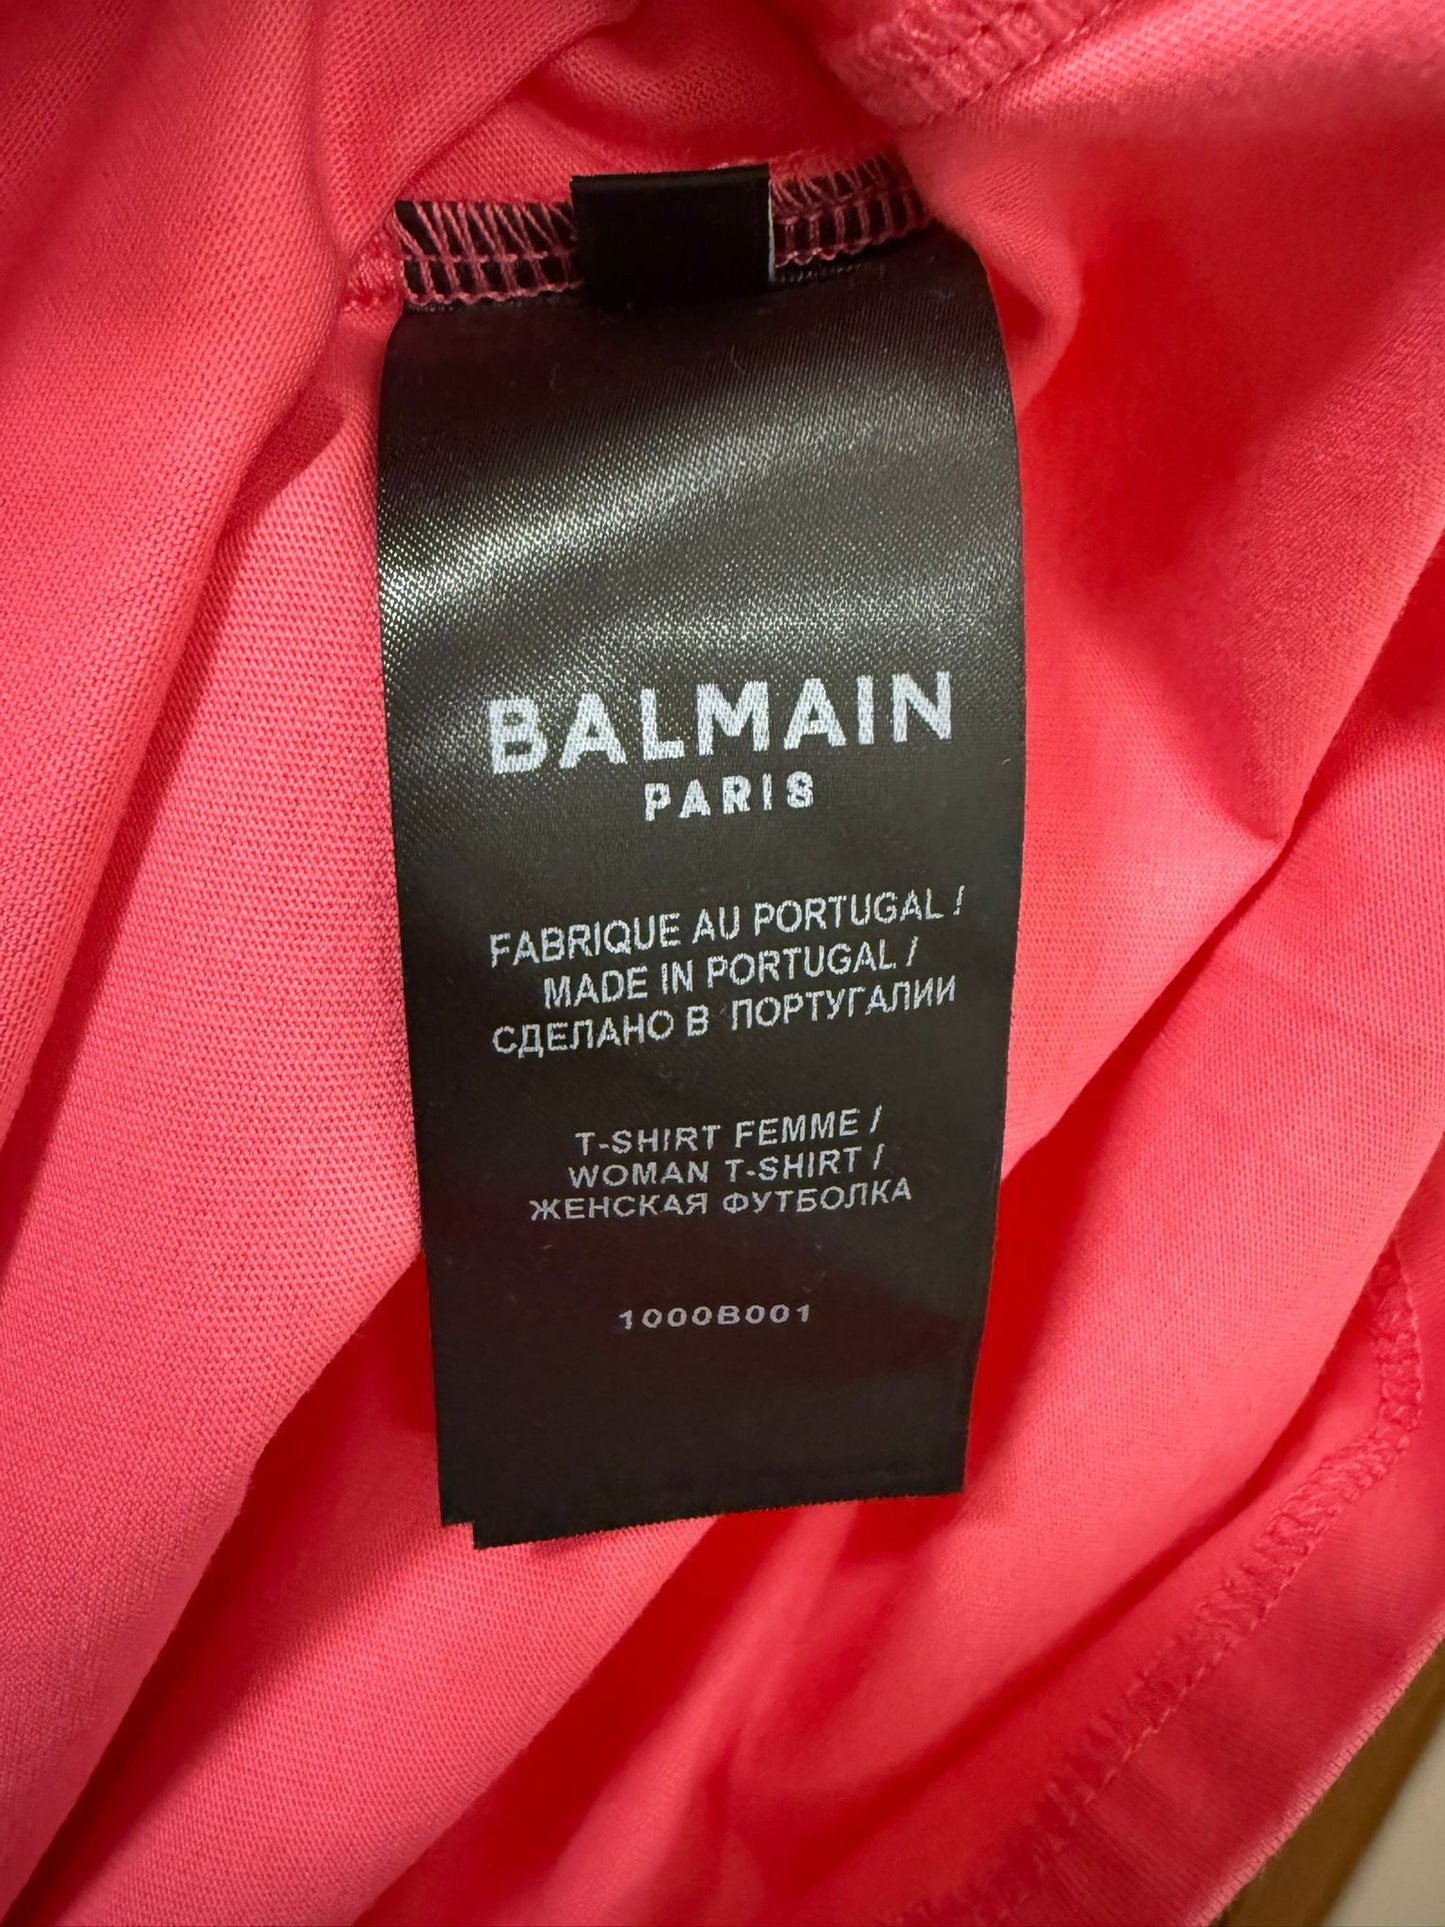 BALMAIN
PARIS
FABRIQUE AU PORTUGAL /
MADE IN PORTUGAL /
СДЕЛАНО В ПОРТУГАЛИИ
T-SHIRT FEMME /
WOMAN T-SHIRT /
ЖЕНСКАЯ ФУТБОЛКА
1000B001